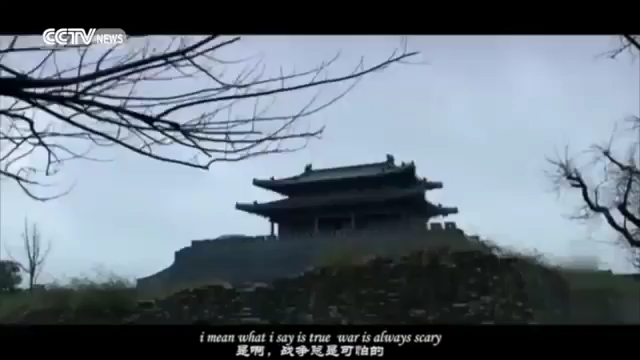 CCTV NEWS
i mean what i say is true war is always scary
是啊，战争总是可怕的